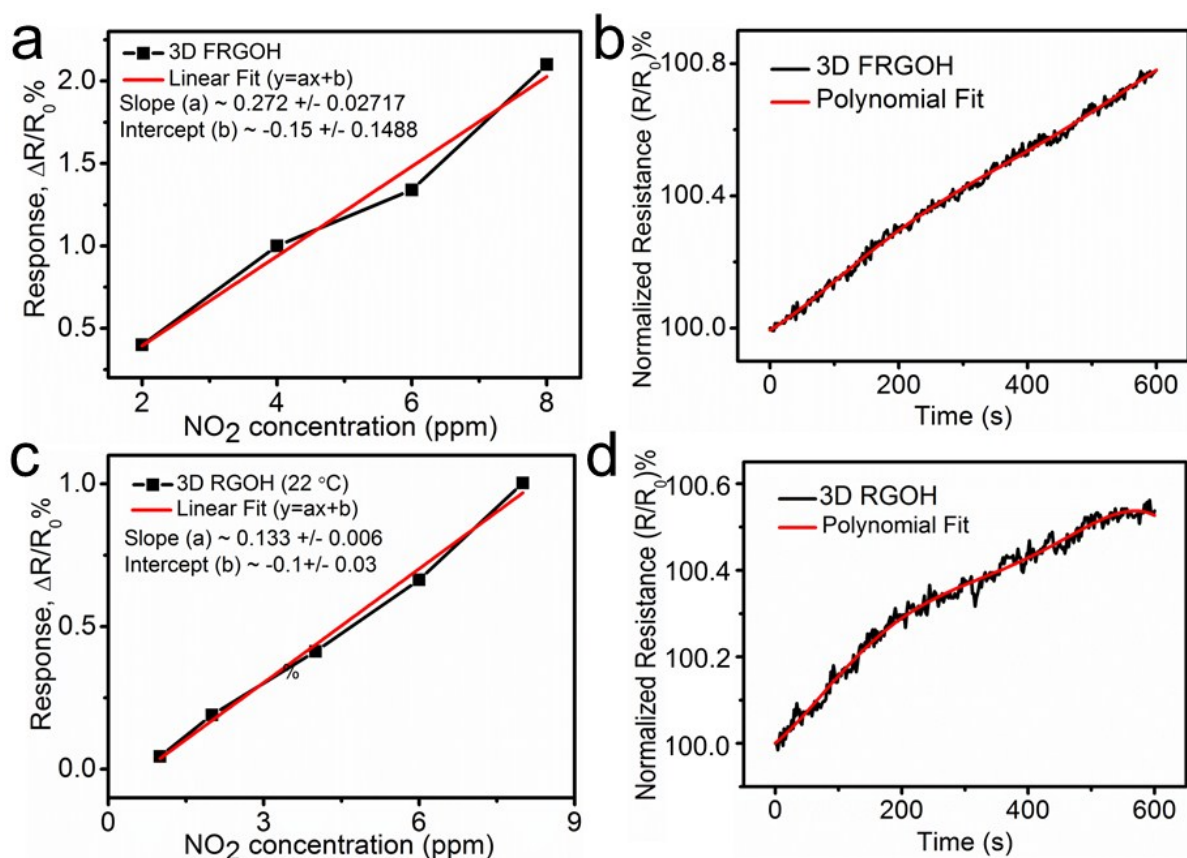 a
3D FRGOH
Linear Fit (y=ax+b)
Slope (a) ~ 0.272 +/- 0.02717
Intercept (b) ~ -0.15 +/- 0.1488
Response, ΔR/R0%
2.0
1.5
1.0
0.5
2 4 6 8
NO2 concentration (ppm)
b
3D FRGOH
Polynomial Fit
Normalized Resistance (R/R0)%
100.8
100.4
100.0
0 200 400 600
Time (s)
c
3D RGOH (22 °C)
Linear Fit (y=ax+b)
Slope (a) ~ 0.133 +/- 0.006
Intercept (b) ~ -0.1+/- 0.03
%
Response, ΔR/R0%
1.0
0.5
0.0
0 3 6 9
NO2 concentration (ppm)
d
3D RGOH
Polynomial Fit
Normalized Resistance (R/R0)%
100.6
100.4
100.2
100.0
0 200 400 600
Time (s)